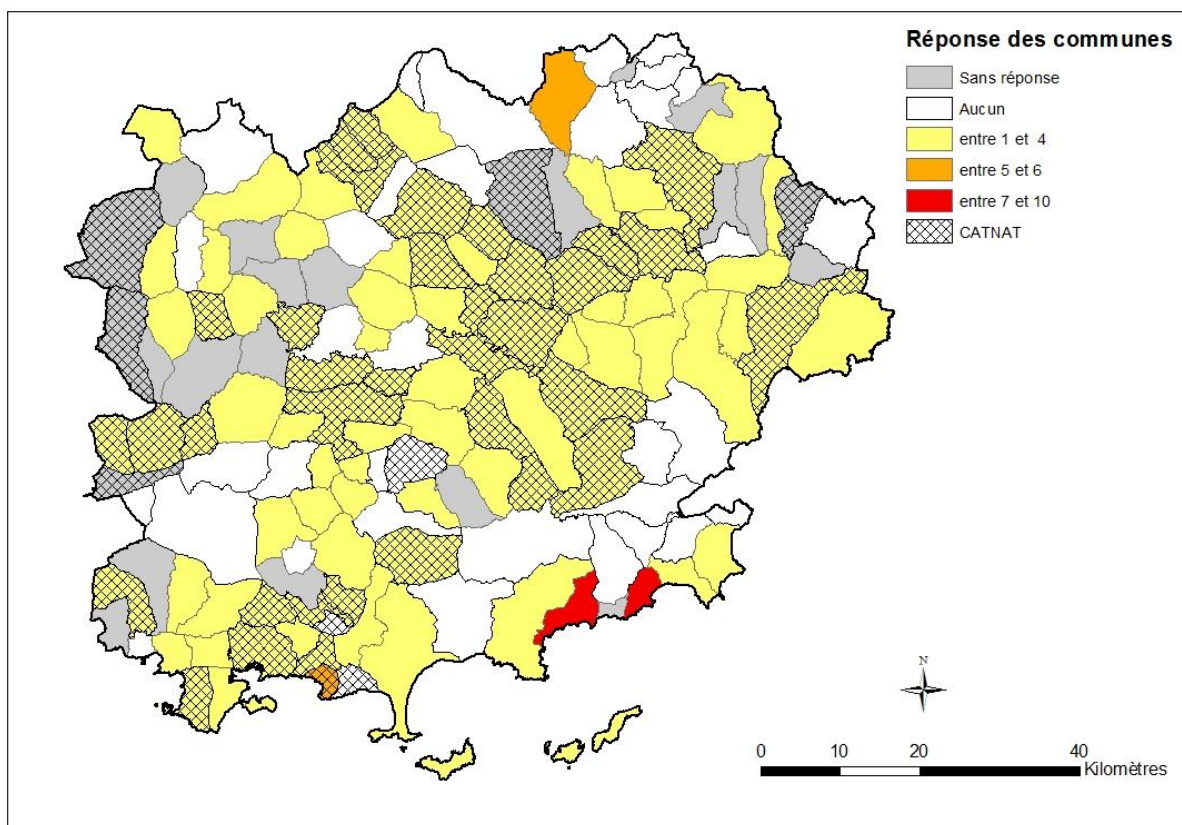 Réponse des communes
Sans réponse
Aucun
entre 1 et 4
entre 5 et 6
entre 7 et 10
CATNAT
N
0 10 20 40
Kilomètres